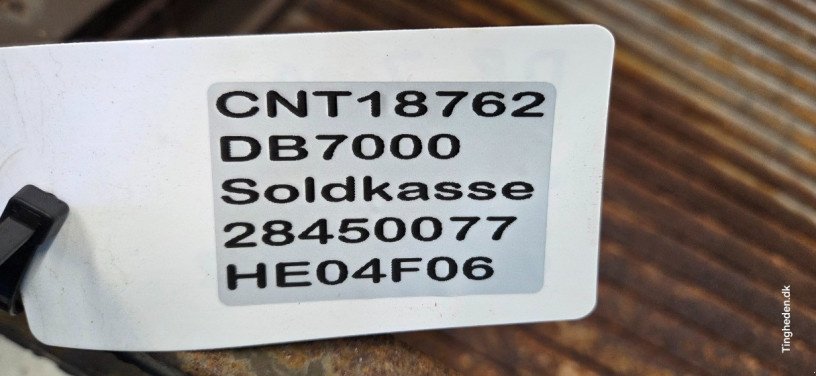 CNT18762
DB7000
Soldkasse
28450077
HE04F06
Tingheden.dk